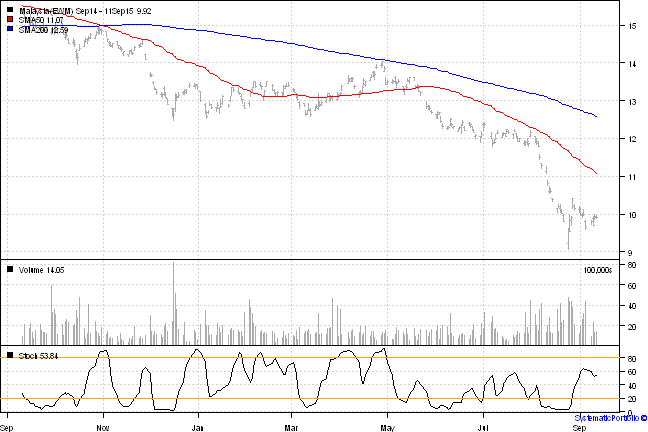 Malaysia (EWM) Sep14 - 11Sep15 9.92
SMA50 11.07
SMA200 12.59
15
14
13
12
11
10
9
Volume 14.05
100,000s
80
60
40
20
Stoch 53.84
80
60
40
20
0
Sep Nov Jan Mar May Jul Sep
SystematicPortfolio ©